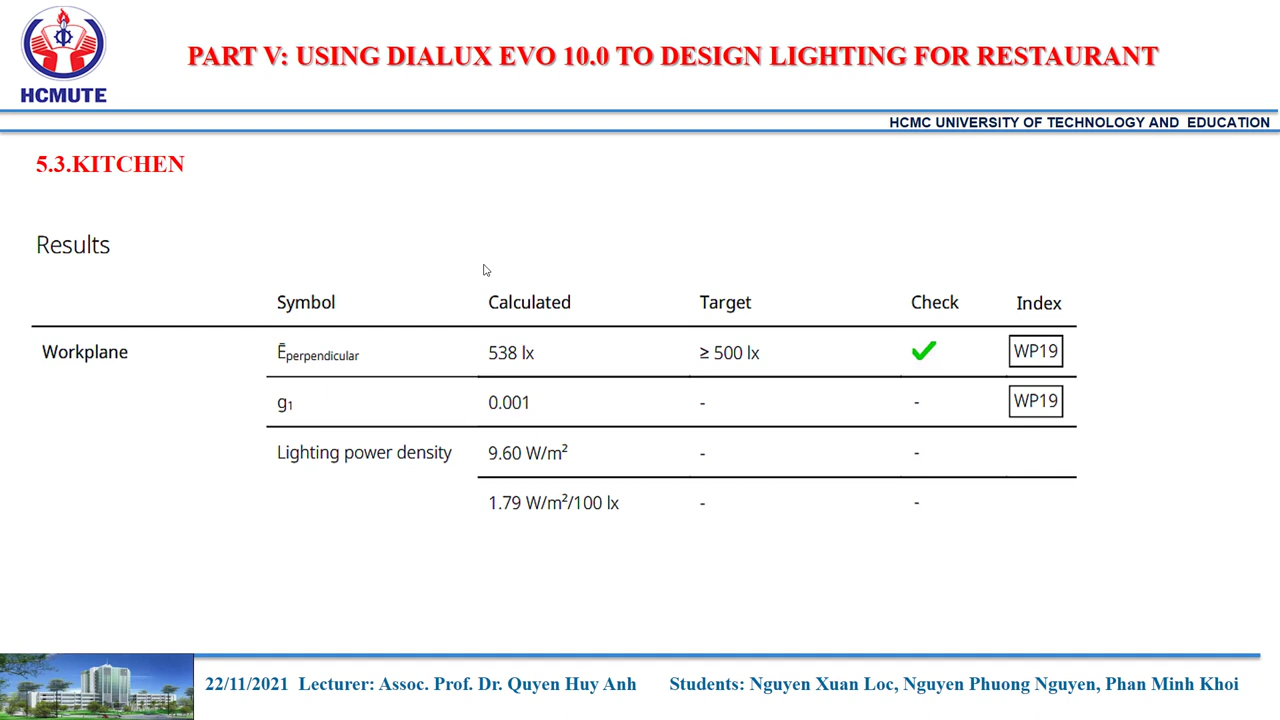 HCMUTE
PART V: USING DIALUX EVO 10.0 TO DESIGN LIGHTING FOR RESTAURANT
HCMC UNIVERSITY OF TECHNOLOGY AND EDUCATION
5.3.KITCHEN
Results
Symbol Calculated Target Check Index
Workplane Ēperpendicular 538 lx ≥ 500 lx ✔ WP19
g1 0.001 - - WP19
Lighting power density 9.60 W/m² - -
1.79 W/m²/100 lx - -
22/11/2021 Lecturer: Assoc. Prof. Dr. Quyen Huy Anh Students: Nguyen Xuan Loc, Nguyen Phuong Nguyen, Phan Minh Khoi